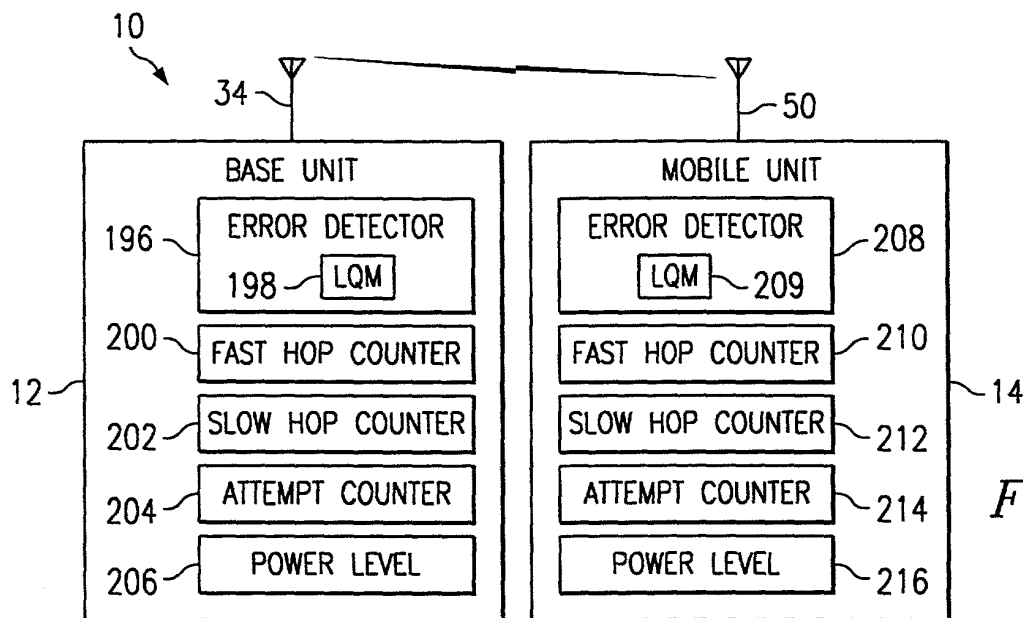 10
34
50
BASE UNIT
MOBILE UNIT
196
ERROR DETECTOR
ERROR DETECTOR
208
198
LQM
LQM
209
200
FAST HOP COUNTER
FAST HOP COUNTER
210
12
14
202
SLOW HOP COUNTER
SLOW HOP COUNTER
212
204
ATTEMPT COUNTER
ATTEMPT COUNTER
214
F
206
POWER LEVEL
POWER LEVEL
216